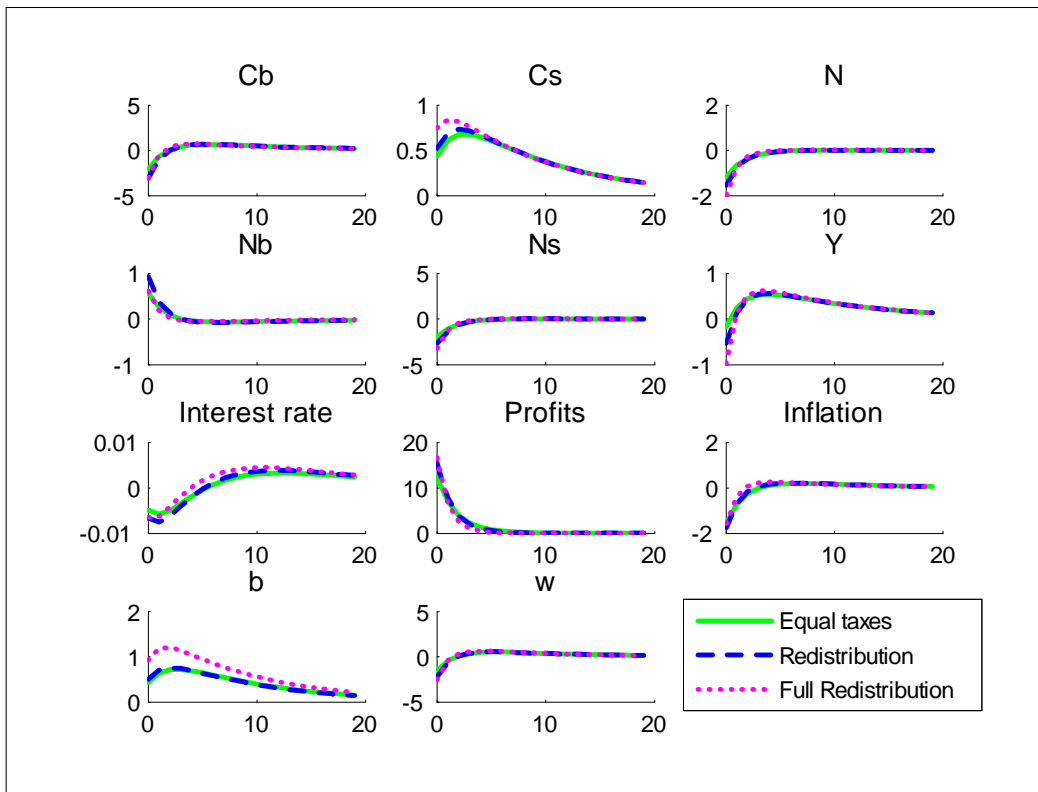 Cb Cs N
5 1 2
0 0.5 0
-5 0 -2
0 10 20 0 10 20 0 10 20
Nb Ns Y
1 5 1
0 0 0
-1 -5 -1
0 10 20 0 10 20 0 10 20
Interest rate Profits Inflation
0.01 20 2
0 10 0
-0.01 0 -2
0 10 20 0 10 20 0 10 20
b w
2 5
1 0
0 -5
0 10 20 0 10 20
Equal taxes
Redistribution
Full Redistribution